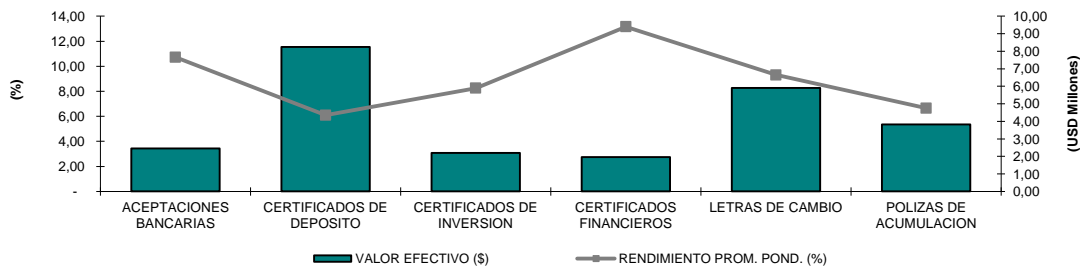 14,00
12,00
10,00
8,00
6,00
4,00
2,00
-
(%)
10,00
9,00
8,00
7,00
6,00
5,00
4,00
3,00
2,00
1,00
0,00
(USD Millones)
ACEPTACIONES
BANCARIAS
CERTIFICADOS DE
DEPOSITO
CERTIFICADOS DE
INVERSION
CERTIFICADOS
FINANCIEROS
LETRAS DE CAMBIO
POLIZAS DE
ACUMULACION
VALOR EFECTIVO ($)
RENDIMIENTO PROM. POND. (%)